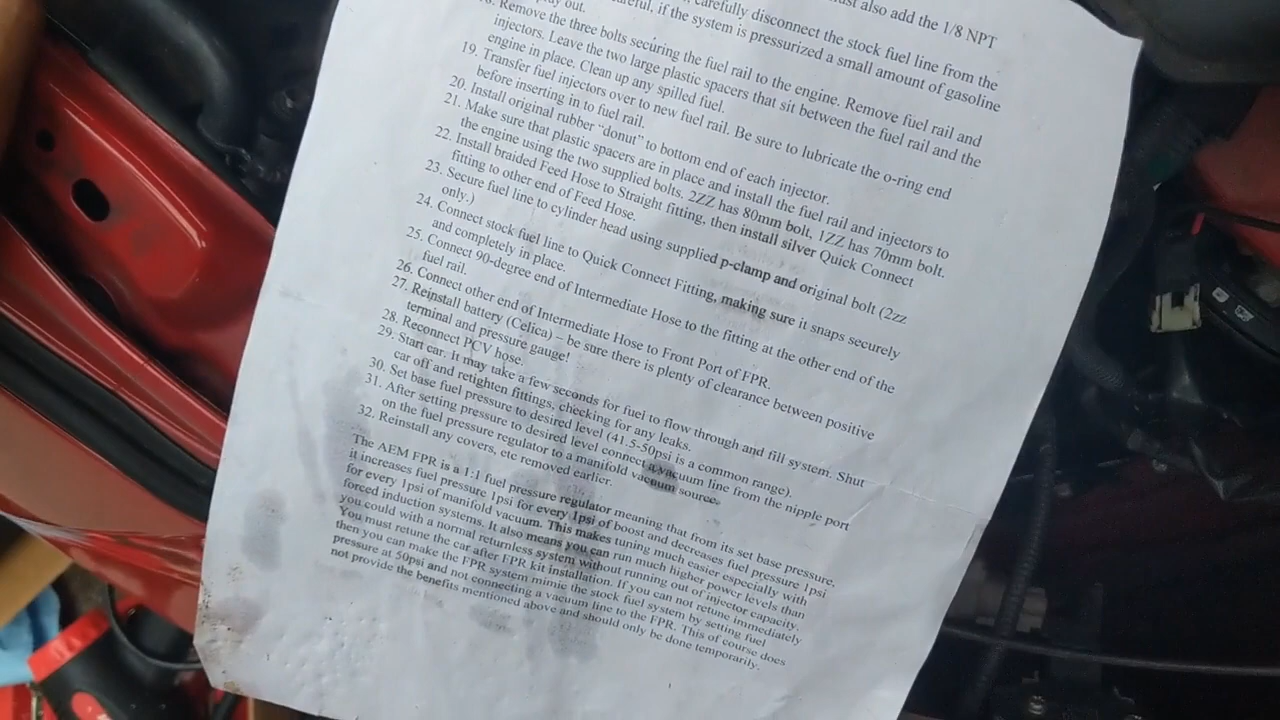 must also add the 1/8 NPT
carefully disconnect the stock fuel line from the
careful, if the system is pressurized a small amount of gasoline
out.
Remove the three bolts securing the fuel rail to the engine. Remove fuel rail and
injectors. Leave the two large plastic spacers that sit between the fuel rail and the
engine in place. Clean up any spilled fuel.
19. Transfer fuel injectors over to new fuel rail. Be sure to lubricate the o-ring end
before inserting in to fuel rail.
20. Install original rubber "donut" to bottom end of each injector.
21. Make sure that plastic spacers are in place and install the fuel rail and injectors to
the engine using the two supplied bolts. 2ZZ has 80mm bolt, 1ZZ has 70mm bolt.
22. Install braided Feed Hose to Straight fitting, then install silver Quick Connect
fitting to other end of Feed Hose.
23. Secure fuel line to cylinder head using supplied p-clamp and original bolt (2zz
only.)
24. Connect stock fuel line to Quick Connect Fitting, making sure it snaps securely
and completely in place.
25. Connect 90-degree end of Intermediate Hose to the fitting at the other end of the
fuel rail.
26. Connect other end of Intermediate Hose to Front Port of FPR.
27. Reinstall battery (Celica) – be sure there is plenty of clearance between positive
terminal and pressure gauge!
28. Reconnect PCV hose.
29. Start car. It may take a few seconds for fuel to flow through and fill system. Shut
car off and retighten fittings, checking for any leaks.
30. Set base fuel pressure to desired level (41.5-50psi is a common range).
31. After setting pressure to desired level connect a vacuum line from the nipple port
on the fuel pressure regulator to a manifold vacuum source.
32. Reinstall any covers, etc removed earlier.
The AEM FPR is a 1:1 fuel pressure regulator meaning that from its set base pressure,
it increases fuel pressure 1psi for every 1psi of boost and decreases fuel pressure 1psi
for every 1psi of manifold vacuum. This makes tuning much easier especially with
forced induction systems. It also means you can run much higher power levels than
You could with a normal returnless system without running out of injector capacity.
You must retune the car after FPR kit installation. If you can not retune immediately
then you can make the FPR system mimic the stock fuel system by setting fuel
pressure at 50psi and not connecting a vacuum line to the FPR. This of course does
not provide the benefits mentioned above and should only be done temporarily.